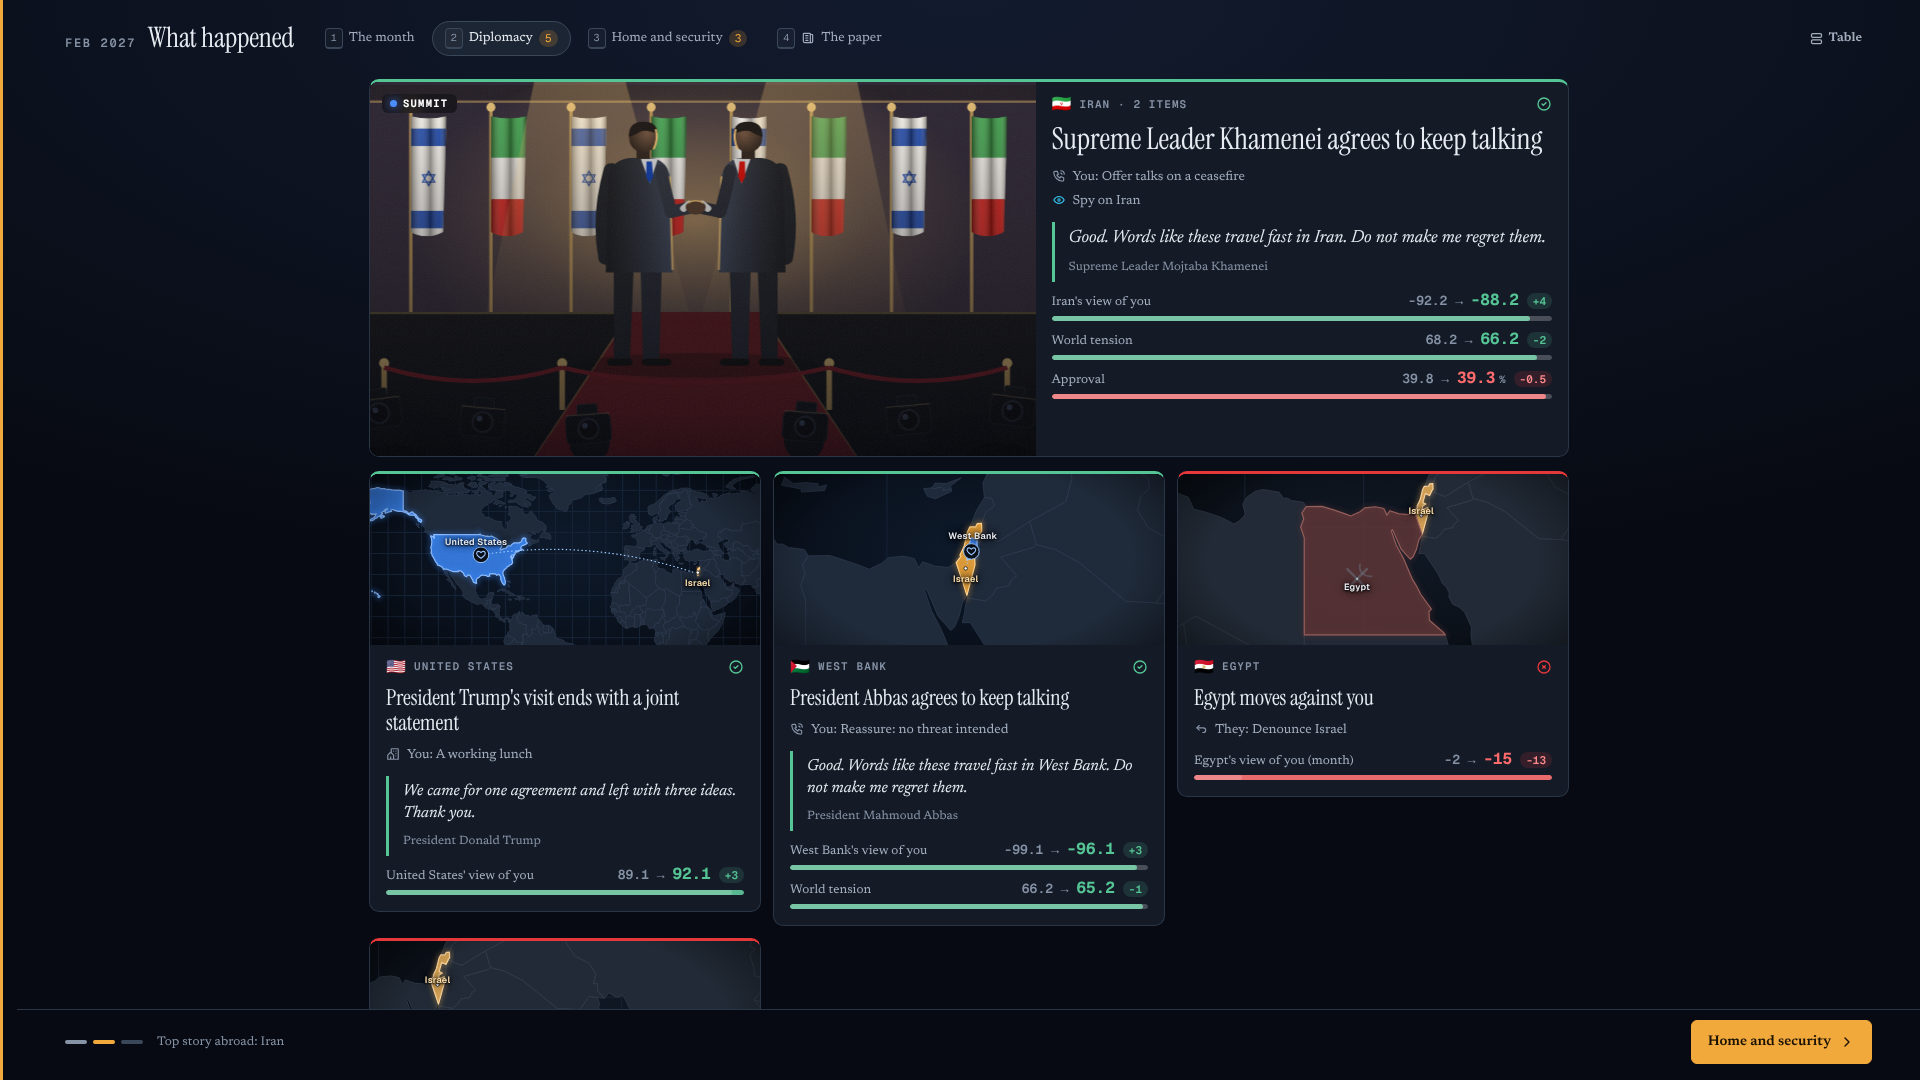 FEB 2027 What happened
1 The month
2 Diplomacy 5
3 Home and security 3
4 The paper
Table
SUMMIT
IRAN · 2 ITEMS
Supreme Leader Khamenei agrees to keep talking
You: Offer talks on a ceasefire
Spy on Iran
Good. Words like these travel fast in Iran. Do not make me regret them.
Supreme Leader Mojtaba Khamenei
Iran's view of you -92.2 → -88.2 +4
World tension 68.2 → 66.2 -2
Approval 39.8 → 39.3 % -0.5
United States
Israel
UNITED STATES
President Trump's visit ends with a joint
statement
You: A working lunch
We came for one agreement and left with three ideas.
Thank you.
President Donald Trump
United States' view of you 89.1 → 92.1 +3
West Bank
Israel
WEST BANK
President Abbas agrees to keep talking
You: Reassure: no threat intended
Good. Words like these travel fast in West Bank. Do
not make me regret them.
President Mahmoud Abbas
West Bank's view of you -99.1 → -96.1 +3
World tension 66.2 → 65.2 -1
Israel
Egypt
EGYPT
Egypt moves against you
They: Denounce Israel
Egypt's view of you (month) -2 → -15 -13
Israel
Top story abroad: Iran
Home and security